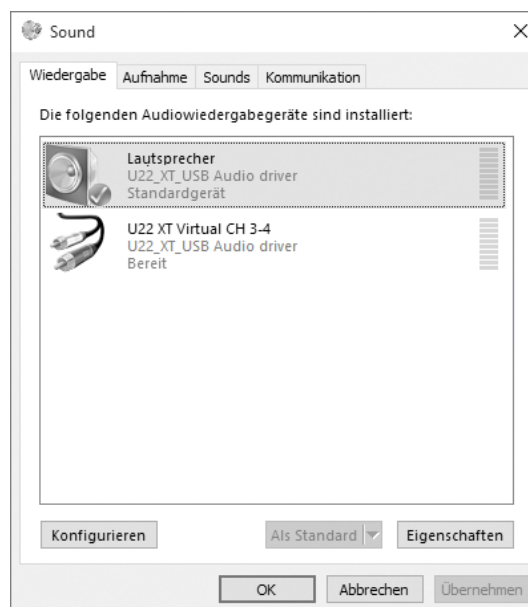 Sound
Wiedergabe Aufnahme Sounds Kommunikation
Die folgenden Audiowiedergabegeräte sind installiert:
Lautsprecher
U22_XT_USB Audio driver
Standardgerät
U22 XT Virtual CH 3-4
U22_XT_USB Audio driver
Bereit
Konfigurieren Als Standard Eigenschaften
OK Abbrechen Übernehmen